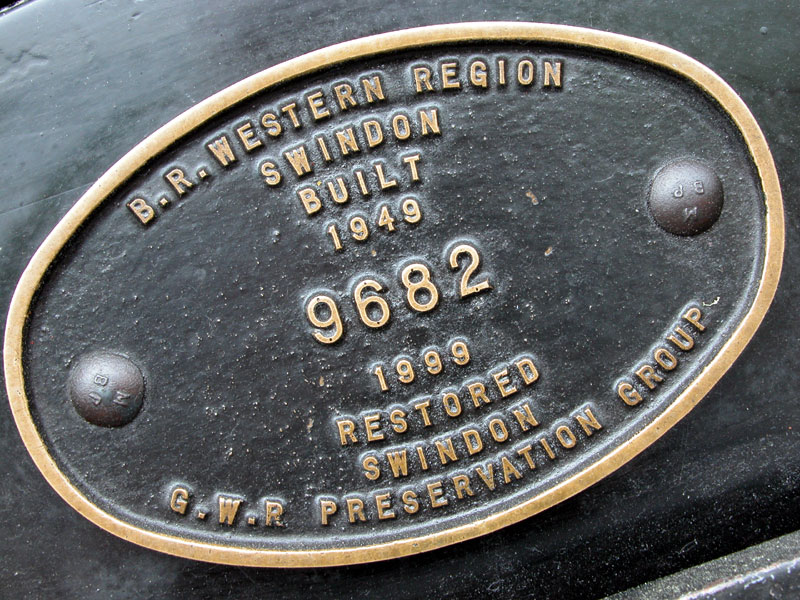 B.R. WESTERN REGION
SWINDON
BUILT
1949
9682
1999
RESTORED
SWINDON
G.W.R PRESERVATION GROUP